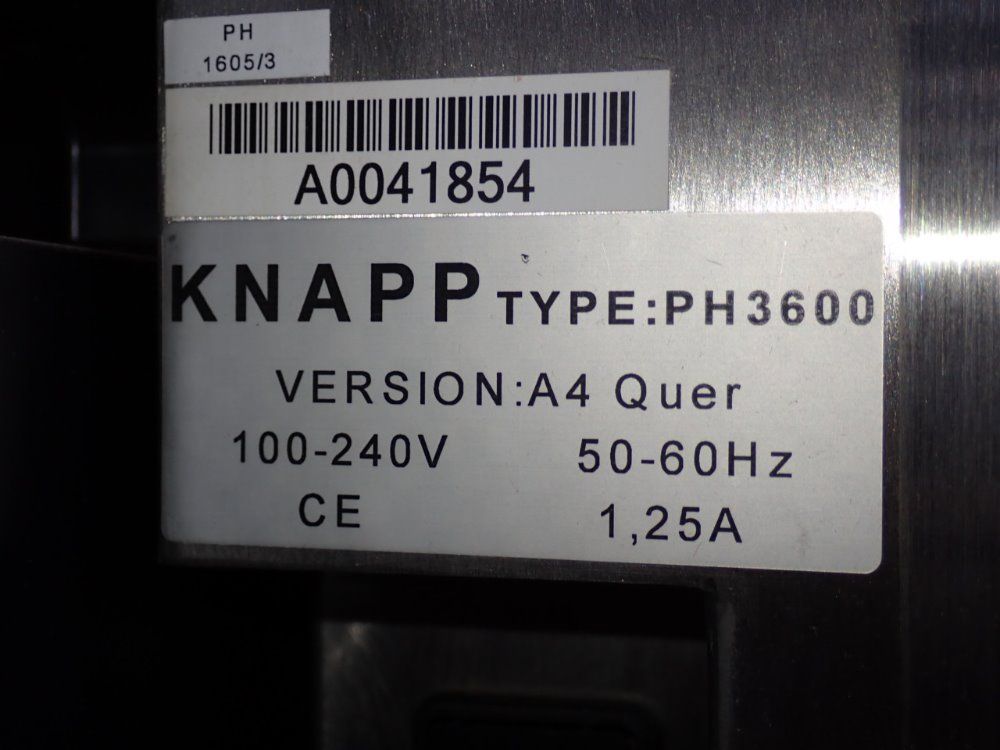 PH
1605/3
A0041854
KNAPP TYPE:PH3600
VERSION:A4 Quer
100-240V 50-60Hz
CE 1,25A